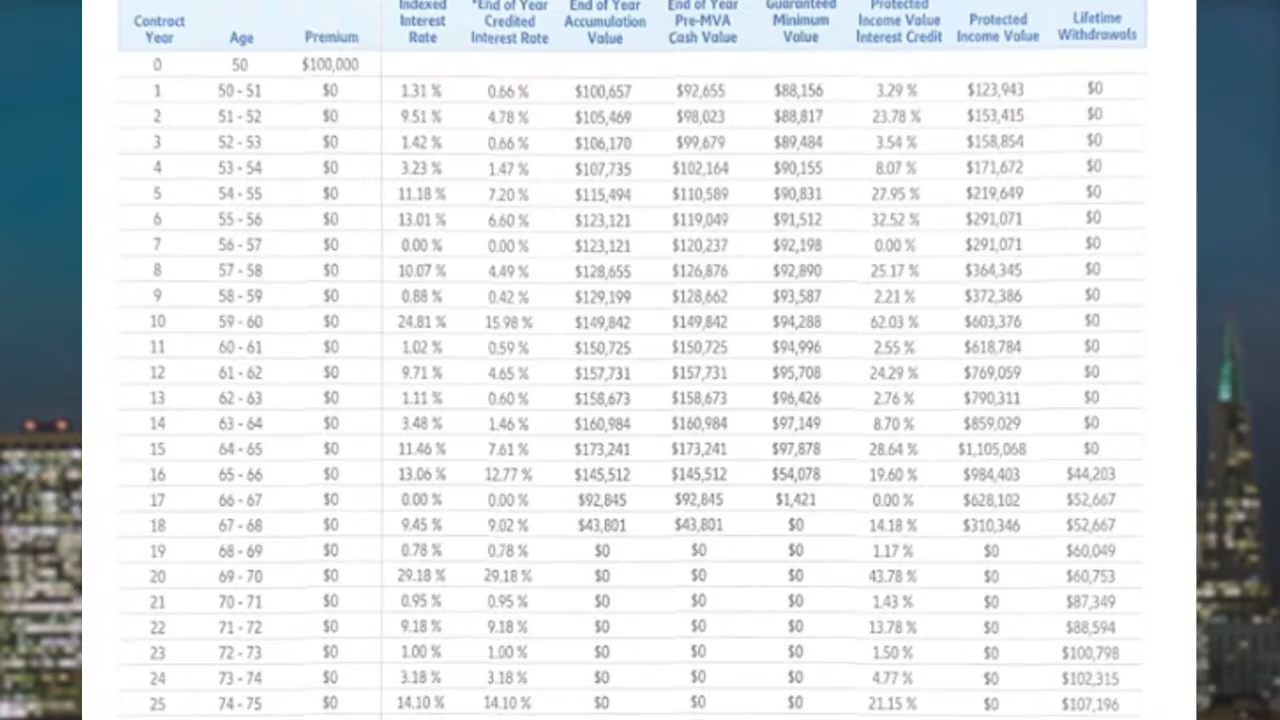 Contract Year Age Premium Indexed Interest Rate *End of Year Credited Interest Rate End of Year Accumulation Value End of Year Pre-MVA Cash Value Guaranteed Minimum Value Protected Income Value Interest Credit Protected Income Value Lifetime Withdrawals
0 50 $100,000
1 50 - 51 $0 1.31 % 0.66 % $100,657 $92,655 $88,156 3.29 % $123,943 $0
2 51 - 52 $0 9.51 % 4.78 % $105,469 $98,023 $88,817 23.78 % $153,415 $0
3 52 - 53 $0 1.42 % 0.66 % $106,170 $99,679 $89,484 3.54 % $158,854 $0
4 53 - 54 $0 3.23 % 1.47 % $107,735 $102,164 $90,155 8.07 % $171,672 $0
5 54 - 55 $0 11.18 % 7.20 % $115,494 $110,589 $90,831 27.95 % $219,649 $0
6 55 - 56 $0 13.01 % 6.60 % $123,121 $119,049 $91,512 32.52 % $291,071 $0
7 56 - 57 $0 0.00 % 0.00 % $123,121 $120,237 $92,198 0.00 % $291,071 $0
8 57 - 58 $0 10.07 % 4.49 % $128,655 $126,876 $92,890 25.17 % $364,345 $0
9 58 - 59 $0 0.88 % 0.42 % $129,199 $128,662 $93,587 2.21 % $372,386 $0
10 59 - 60 $0 24.81 % 15.98 % $149,842 $149,842 $94,288 62.03 % $603,376 $0
11 60 - 61 $0 1.02 % 0.59 % $150,725 $150,725 $94,996 2.55 % $618,784 $0
12 61 - 62 $0 9.71 % 4.65 % $157,731 $157,731 $95,708 24.29 % $769,059 $0
13 62 - 63 $0 1.11 % 0.60 % $158,673 $158,673 $96,426 2.76 % $790,311 $0
14 63 - 64 $0 3.48 % 1.46 % $160,984 $160,984 $97,149 8.70 % $859,029 $0
15 64 - 65 $0 11.46 % 7.61 % $173,241 $173,241 $97,878 28.64 % $1,105,068 $0
16 65 - 66 $0 13.06 % 12.77 % $145,512 $145,512 $54,078 19.60 % $984,403 $44,203
17 66 - 67 $0 0.00 % 0.00 % $92,845 $92,845 $1,421 0.00 % $628,102 $52,667
18 67 - 68 $0 9.45 % 9.02 % $43,801 $43,801 $0 14.18 % $310,346 $52,667
19 68 - 69 $0 0.78 % 0.78 % $0 $0 $0 1.17 % $0 $60,049
20 69 - 70 $0 29.18 % 29.18 % $0 $0 $0 43.78 % $0 $60,753
21 70 - 71 $0 0.95 % 0.95 % $0 $0 $0 1.43 % $0 $87,349
22 71 - 72 $0 9.18 % 9.18 % $0 $0 $0 13.78 % $0 $88,594
23 72 - 73 $0 1.00 % 1.00 % $0 $0 $0 1.50 % $0 $100,798
24 73 - 74 $0 3.18 % 3.18 % $0 $0 $0 4.77 % $0 $102,315
25 74 - 75 $0 14.10 % 14.10 % $0 $0 $0 21.15 % $0 $107,196